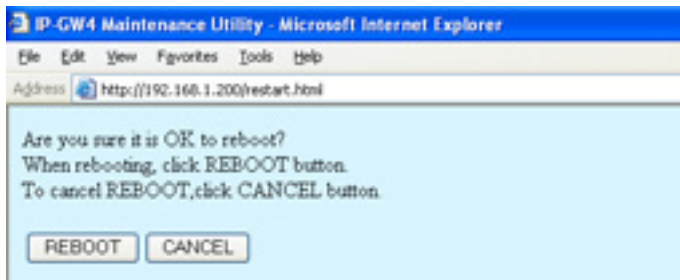 IP-GW4 Maintenance Utility - Microsoft Internet Explorer
File Edit View Favorites Tools Help
Address http://192.168.1.200/restart.html
Are you sure it is OK to reboot?
When rebooting, click REBOOT button.
To cancel REBOOT,click CANCEL button.
REBOOT CANCEL